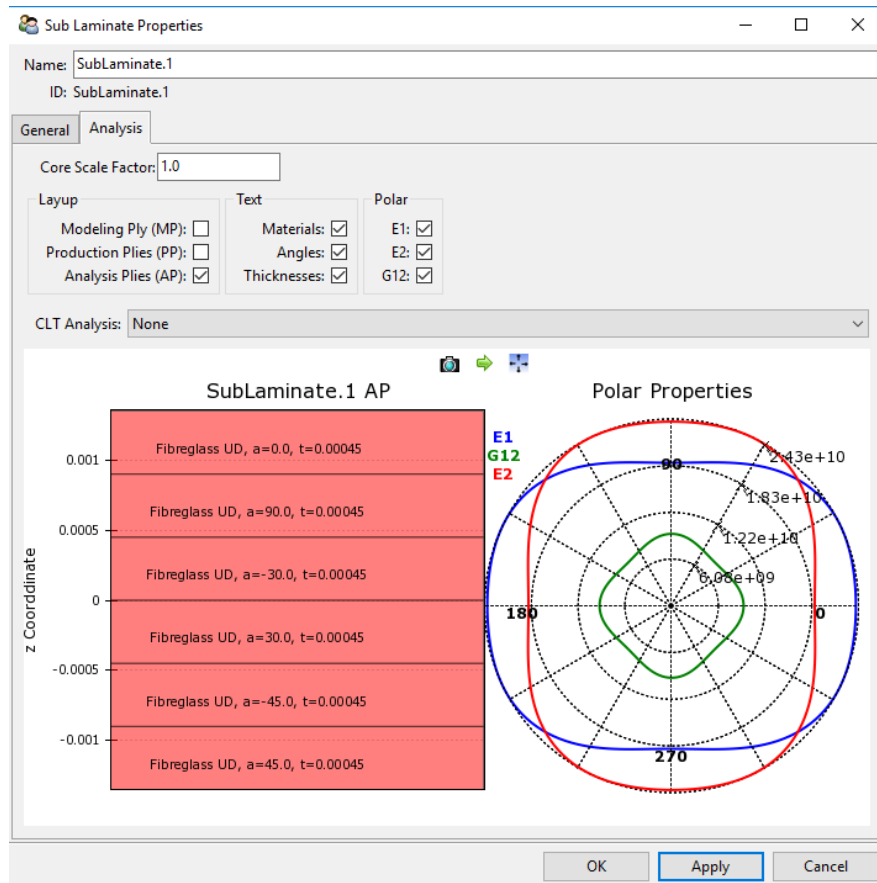 Sub Laminate Properties
Name: SubLaminate.1
ID: SubLaminate.1
General Analysis
Core Scale Factor: 1.0
Layup Text Polar
Modeling Ply (MP): Materials: E1:
Production Plies (PP): Angles: E2:
Analysis Plies (AP): Thicknesses: G12:
CLT Analysis: None
SubLaminate.1 AP
z Coorddinate
0.001
0.0005
0
-0.0005
-0.001
Fibreglass UD, a=0.0, t=0.00045
Fibreglass UD, a=90.0, t=0.00045
Fibreglass UD, a=-30.0, t=0.00045
Fibreglass UD, a=30.0, t=0.00045
Fibreglass UD, a=-45.0, t=0.00045
Fibreglass UD, a=45.0, t=0.00045
Polar Properties
E1
G12
E2
90
2.43e+10
1.83e+10
1.22e+10
6.08e+09
180
0
270
OK Apply Cancel